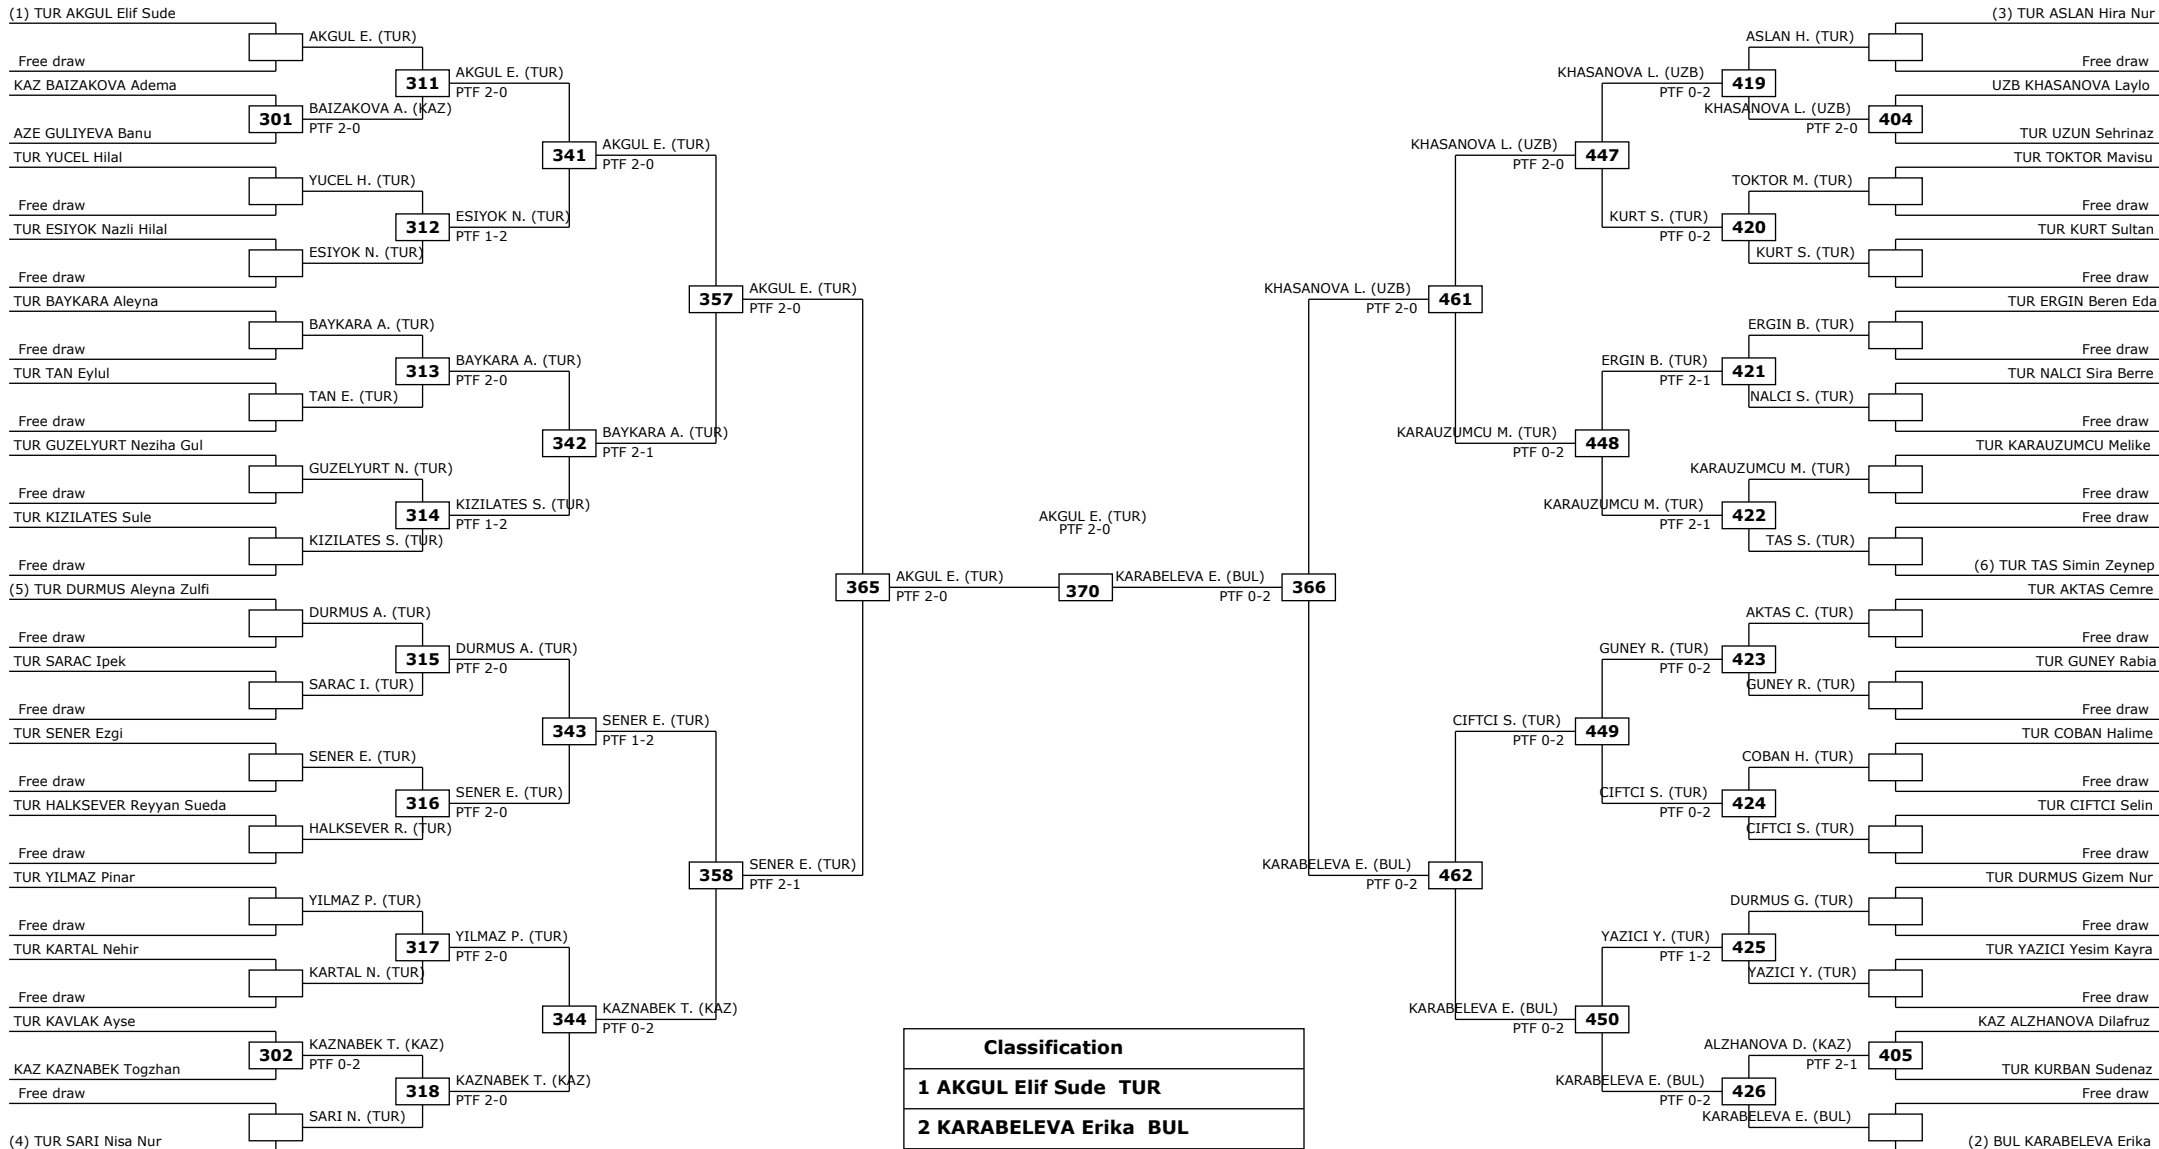 (1) TUR AKGUL Elif Sude
Free draw
KAZ BAIZAKOVA Adema
AZE GULIYEVA Banu
TUR YUCEL Hilal
Free draw
TUR ESIYOK Nazli Hilal
Free draw
TUR BAYKARA Aleyna
Free draw
TUR TAN Eylul
Free draw
TUR GUZELYURT Neziha Gul
Free draw
TUR KIZILATES Sule
Free draw
(5) TUR DURMUS Aleyna Zulfi
Free draw
TUR SARAC Ipek
Free draw
TUR SENER Ezgi
Free draw
TUR HALKSEVER Reyyan Sueda
Free draw
TUR YILMAZ Pinar
Free draw
TUR KARTAL Nehir
Free draw
TUR KAVLAK Ayse
KAZ KAZNABEK Togzhan
Free draw
(4) TUR SARI Nisa Nur
AKGUL E. (TUR)
301
BAIZAKOVA A. (KAZ)
PTF 2-0
YUCEL H. (TUR)
ESIYOK N. (TUR)
BAYKARA A. (TUR)
TAN E. (TUR)
GUZELYURT N. (TUR)
KIZILATES S. (TUR)
DURMUS A. (TUR)
SARAC I. (TUR)
SENER E. (TUR)
HALKSEVER R. (TUR)
YILMAZ P. (TUR)
KARTAL N. (TUR)
302
KAZNABEK T. (KAZ)
PTF 0-2
SARI N. (TUR)
311
AKGUL E. (TUR)
PTF 2-0
312
ESIYOK N. (TUR)
PTF 1-2
313
BAYKARA A. (TUR)
PTF 2-0
314
KIZILATES S. (TUR)
PTF 1-2
315
DURMUS A. (TUR)
PTF 2-0
316
SENER E. (TUR)
PTF 2-0
317
YILMAZ P. (TUR)
PTF 2-0
318
KAZNABEK T. (KAZ)
PTF 2-0
341
AKGUL E. (TUR)
PTF 2-0
342
BAYKARA A. (TUR)
PTF 2-1
343
SENER E. (TUR)
PTF 1-2
344
KAZNABEK T. (KAZ)
PTF 0-2
357
AKGUL E. (TUR)
PTF 2-0
358
SENER E. (TUR)
PTF 2-1
365
AKGUL E. (TUR)
PTF 2-0
AKGUL E. (TUR)
PTF 2-0
370
KARABELEVA E. (BUL)
PTF 0-2
366
KHASANOVA L. (UZB)
PTF 2-0
461
KARABELEVA E. (BUL)
PTF 0-2
462
KHASANOVA L. (UZB)
PTF 2-0
447
KARAUZUMCU M. (TUR)
PTF 0-2
448
CIFTCI S. (TUR)
PTF 0-2
449
KARABELEVA E. (BUL)
PTF 0-2
450
KHASANOVA L. (UZB)
PTF 0-2
419
KURT S. (TUR)
PTF 0-2
420
ERGIN B. (TUR)
PTF 2-1
421
KARAUZUMCU M. (TUR)
PTF 2-1
422
GUNEY R. (TUR)
PTF 0-2
423
CIFTCI S. (TUR)
PTF 0-2
424
YAZICI Y. (TUR)
PTF 1-2
425
KARABELEVA E. (BUL)
PTF 0-2
426
ASLAN H. (TUR)
KHASANOVA L. (UZB)
PTF 2-0
404
TOKTOR M. (TUR)
KURT S. (TUR)
ERGIN B. (TUR)
NALCI S. (TUR)
KARAUZUMCU M. (TUR)
TAS S. (TUR)
AKTAS C. (TUR)
GUNEY R. (TUR)
COBAN H. (TUR)
CIFTCI S. (TUR)
DURMUS G. (TUR)
YAZICI Y. (TUR)
ALZHANOVA D. (KAZ)
PTF 2-1
405
KARABELEVA E. (BUL)
(3) TUR ASLAN Hira Nur
Free draw
UZB KHASANOVA Laylo
TUR UZUN Sehrinaz
TUR TOKTOR Mavisu
Free draw
TUR KURT Sultan
Free draw
TUR ERGIN Beren Eda
Free draw
TUR NALCI Sira Berre
Free draw
TUR KARAUZUMCU Melike
Free draw
Free draw
(6) TUR TAS Simin Zeynep
TUR AKTAS Cemre
Free draw
TUR GUNEY Rabia
Free draw
TUR COBAN Halime
Free draw
TUR CIFTCI Selin
Free draw
TUR DURMUS Gizem Nur
Free draw
TUR YAZICI Yesim Kayra
Free draw
KAZ ALZHANOVA Dilafruz
TUR KURBAN Sudenaz
Free draw
(2) BUL KARABELEVA Erika
Classification
1 AKGUL Elif Sude TUR
2 KARABELEVA Erika BUL